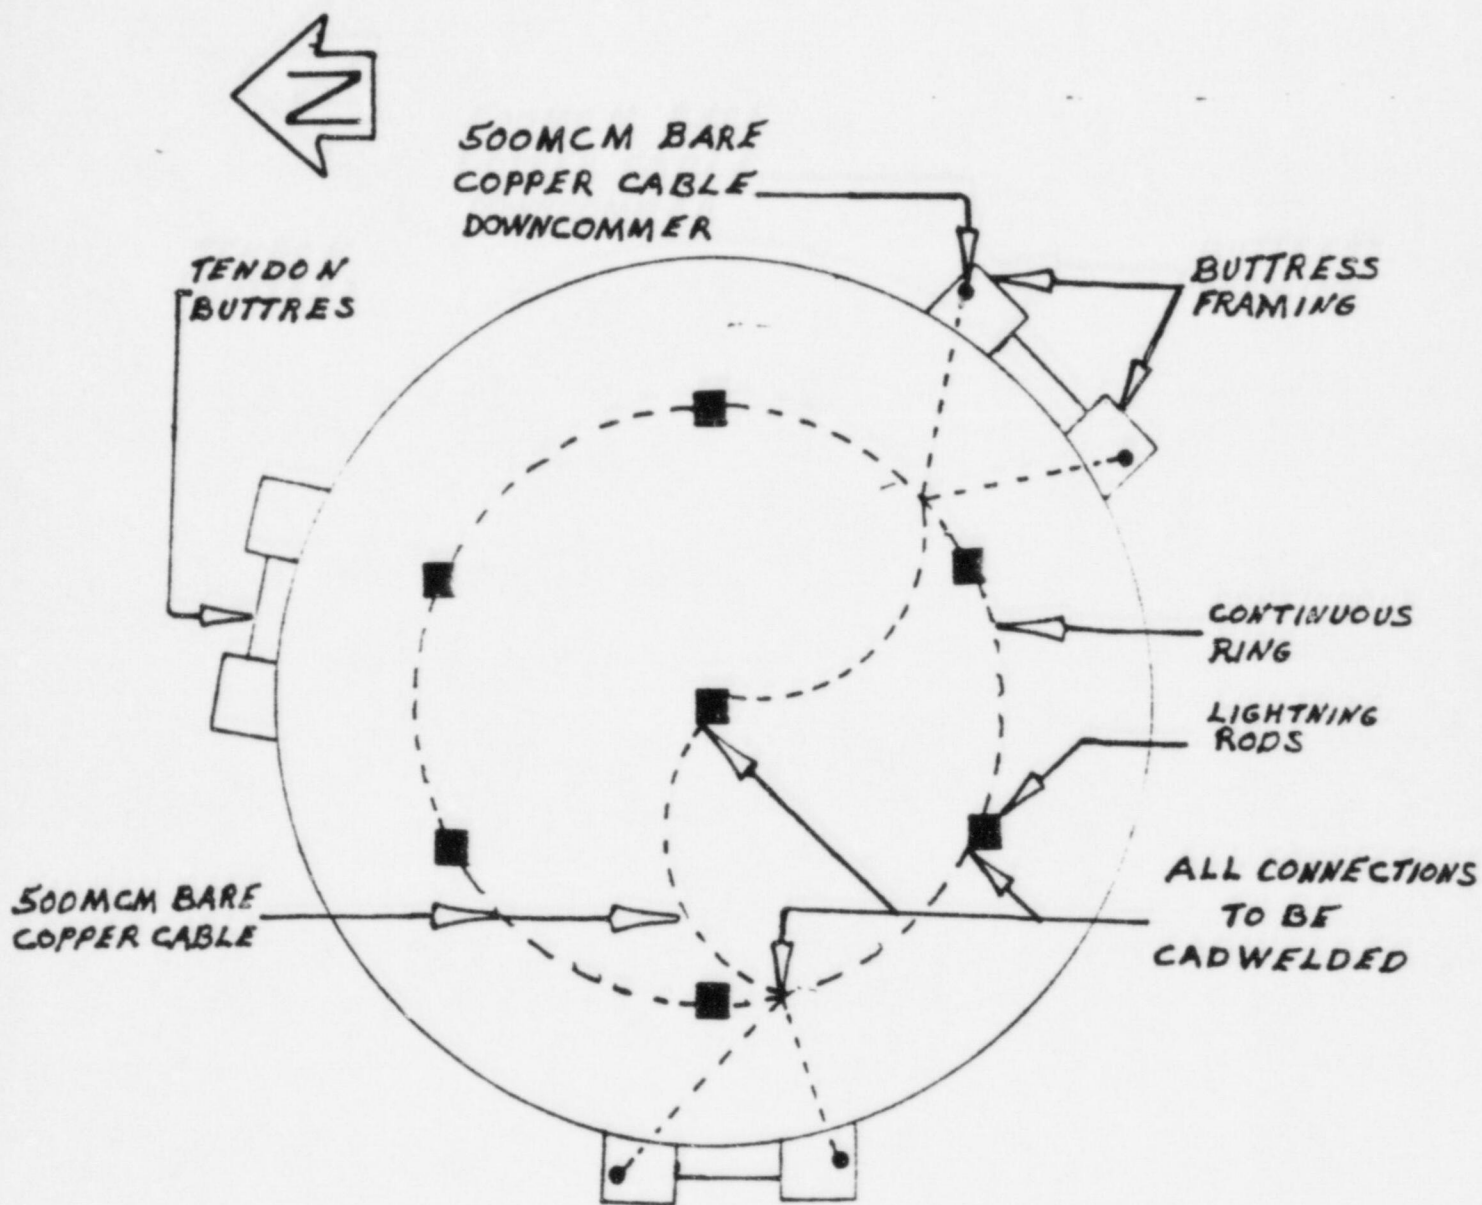 N
500MCM BARE
COPPER CABLE
DOWNCOMMER
TENDON
BUTTRES
BUTTRESS
FRAMING
CONTINUOUS
RING
LIGHTNING
RODS
ALL CONNECTIONS
TO BE
CADWELDED
500MCM BARE
COPPER CABLE